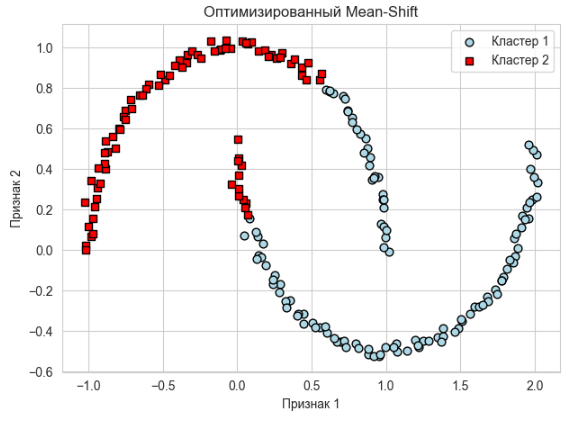 Оптимизированный Mean-Shift
Кластер 1
Кластер 2
Признак 2
1.0
0.8
0.6
0.4
0.2
0.0
−0.2
−0.4
−0.6
−1.0 −0.5 0.0 0.5 1.0 1.5 2.0
Признак 1